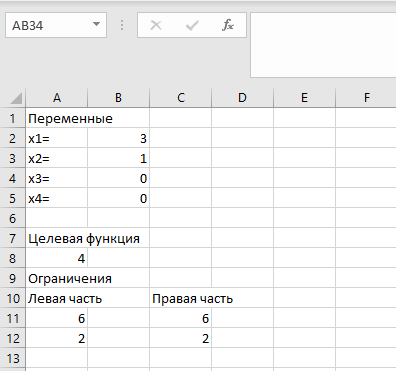 AB34 fx
A B C D E F
1 Переменные
2 x1= 3
3 x2= 1
4 x3= 0
5 x4= 0
6
7 Целевая функция
8 4
9 Ограничения
10 Левая часть Правая часть
11 6 6
12 2 2
13